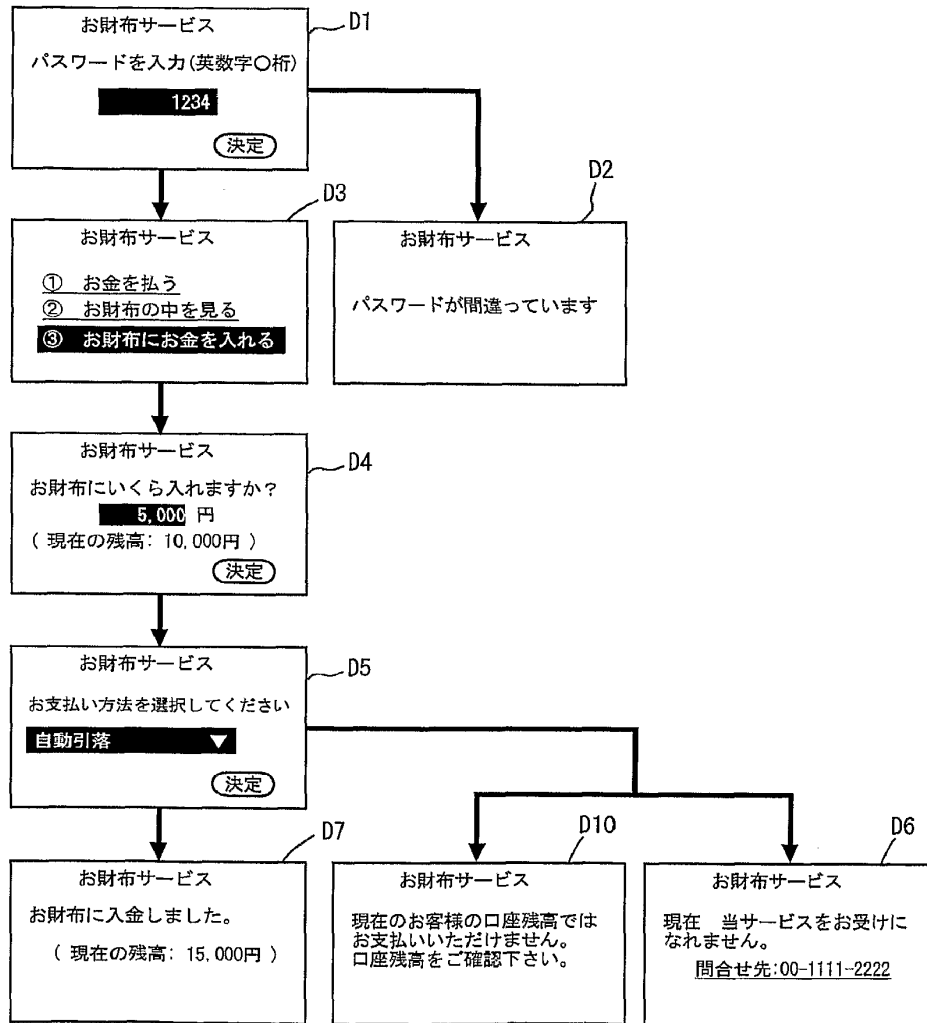 お財布サービス
D1
パスワードを入力(英数字〇桁)
1234
決定
D3
お財布サービス
① お金を払う
② お財布の中を見る
③ お財布にお金を入れる
D2
お財布サービス
パスワードが間違っています
お財布サービス
D4
お財布にいくら入れますか?
5,000 円
( 現在の残高: 10,000円 )
決定
お財布サービス
D5
お支払い方法を選択してください
自動引落 ▼
決定
D7
お財布サービス
お財布に入金しました。
( 現在の残高: 15,000円 )
D10
お財布サービス
現在のお客様の口座残高では
お支払いいただけません。
口座残高をご確認下さい。
D6
お財布サービス
現在 当サービスをお受けに
なれません。
問合せ先:00-1111-2222